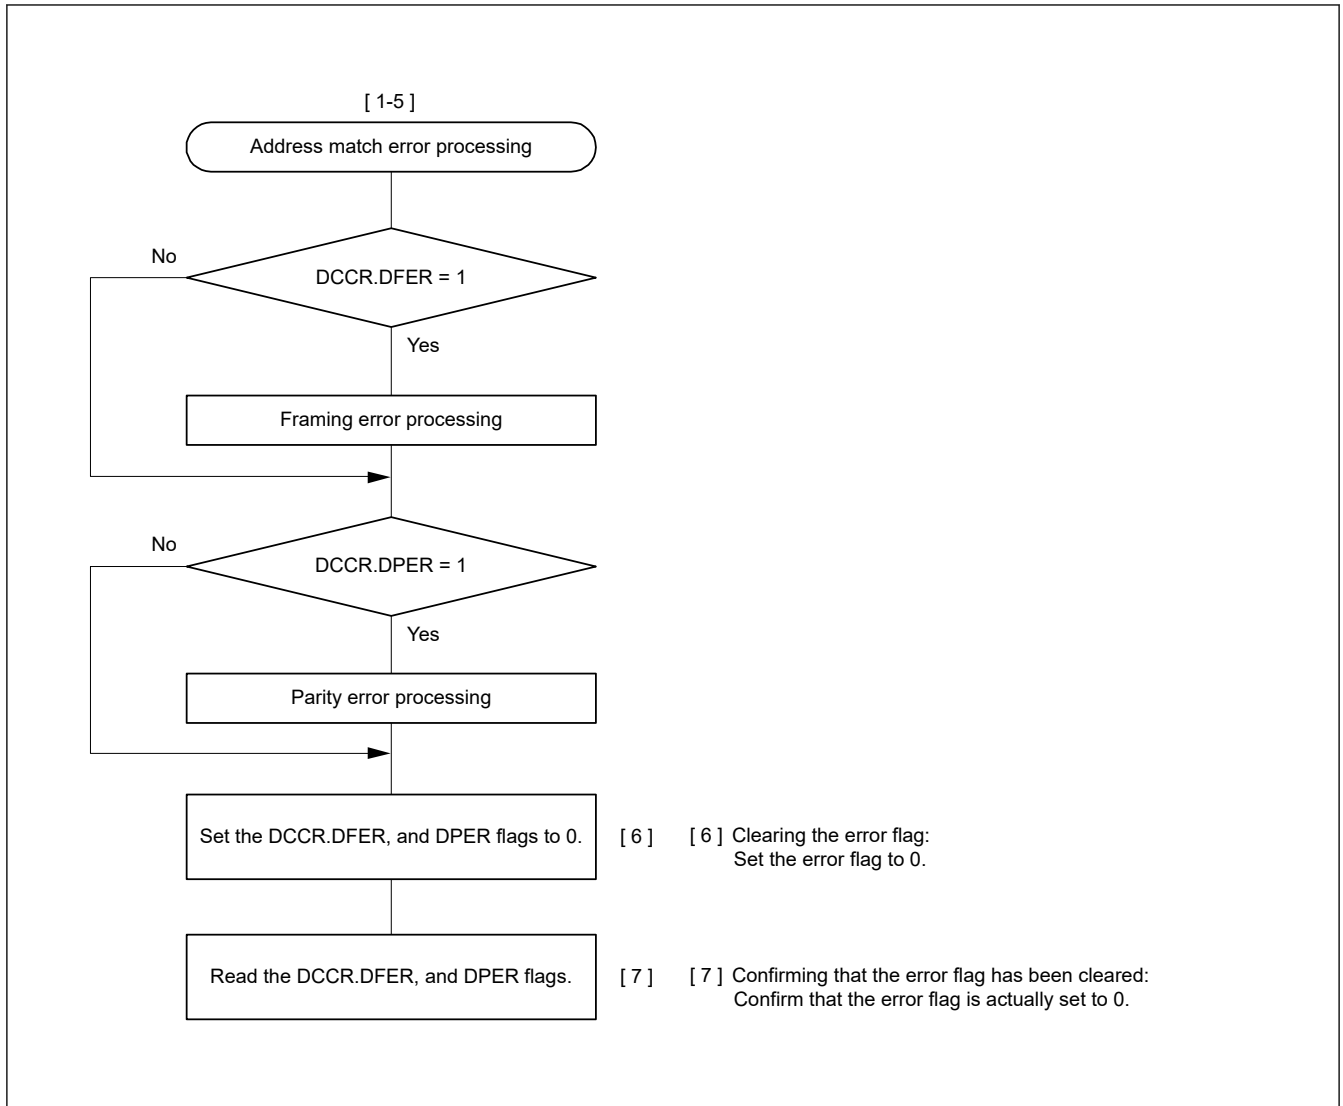 [ 1-5 ]
Address match error processing
No
DCCR.DFER = 1
Yes
Framing error processing
No
DCCR.DPER = 1
Yes
Parity error processing
Set the DCCR.DFER, and DPER flags to 0.
[ 6 ]
[ 6 ] Clearing the error flag:
Set the error flag to 0.
Read the DCCR.DFER, and DPER flags.
[ 7 ]
[ 7 ] Confirming that the error flag has been cleared:
Confirm that the error flag is actually set to 0.